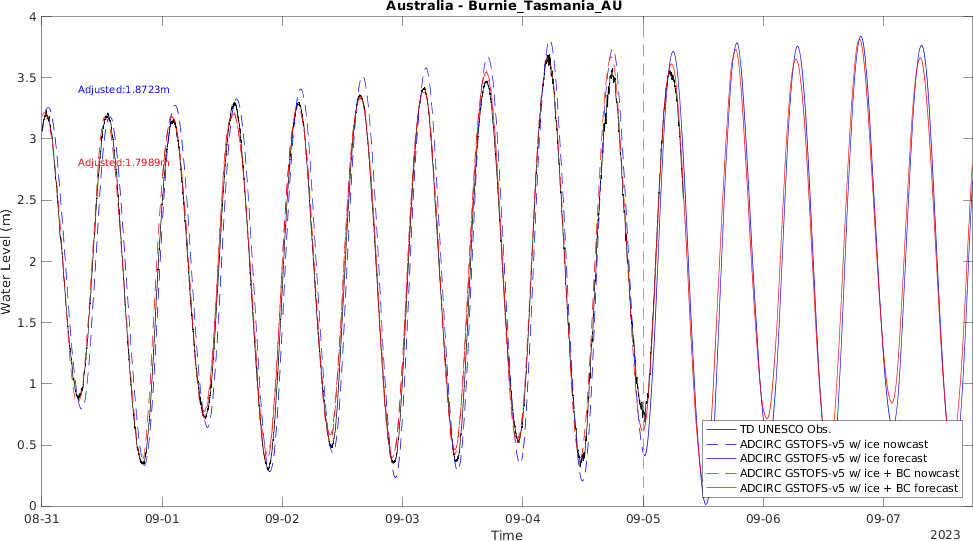 Australia - Burnie_Tasmania_AU
4
3.5
3
2.5
2
1.5
1
0.5
0
Water Level (m)
Adjusted:1.8723m
Adjusted:1.7989m
TD UNESCO Obs.
ADCIRC GSTOFS-v5 w/ ice nowcast
ADCIRC GSTOFS-v5 w/ ice forecast
ADCIRC GSTOFS-v5 w/ ice + BC nowcast
ADCIRC GSTOFS-v5 w/ ice + BC forecast
08-31 09-01 09-02 09-03 09-04 09-05 09-06 09-07
Time
2023